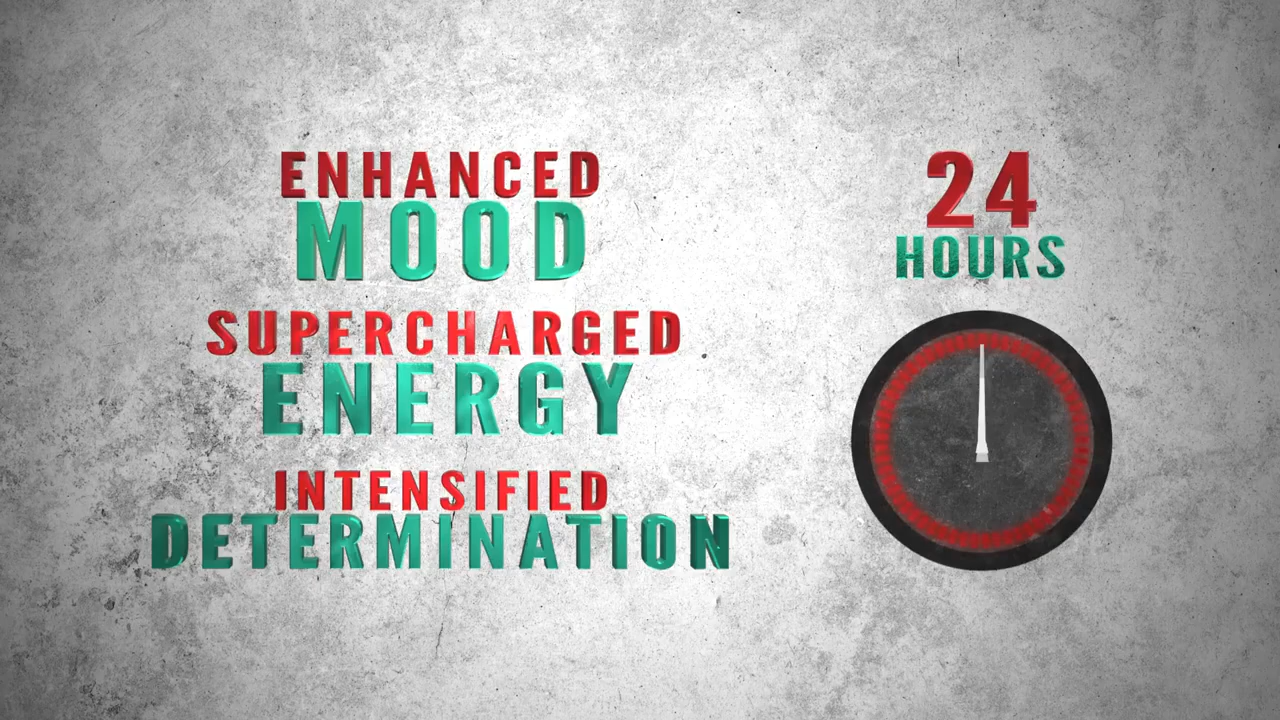 ENHANCED
MOOD
SUPERCHARGED
ENERGY
INTENSIFIED
DETERMINATION
24
HOURS